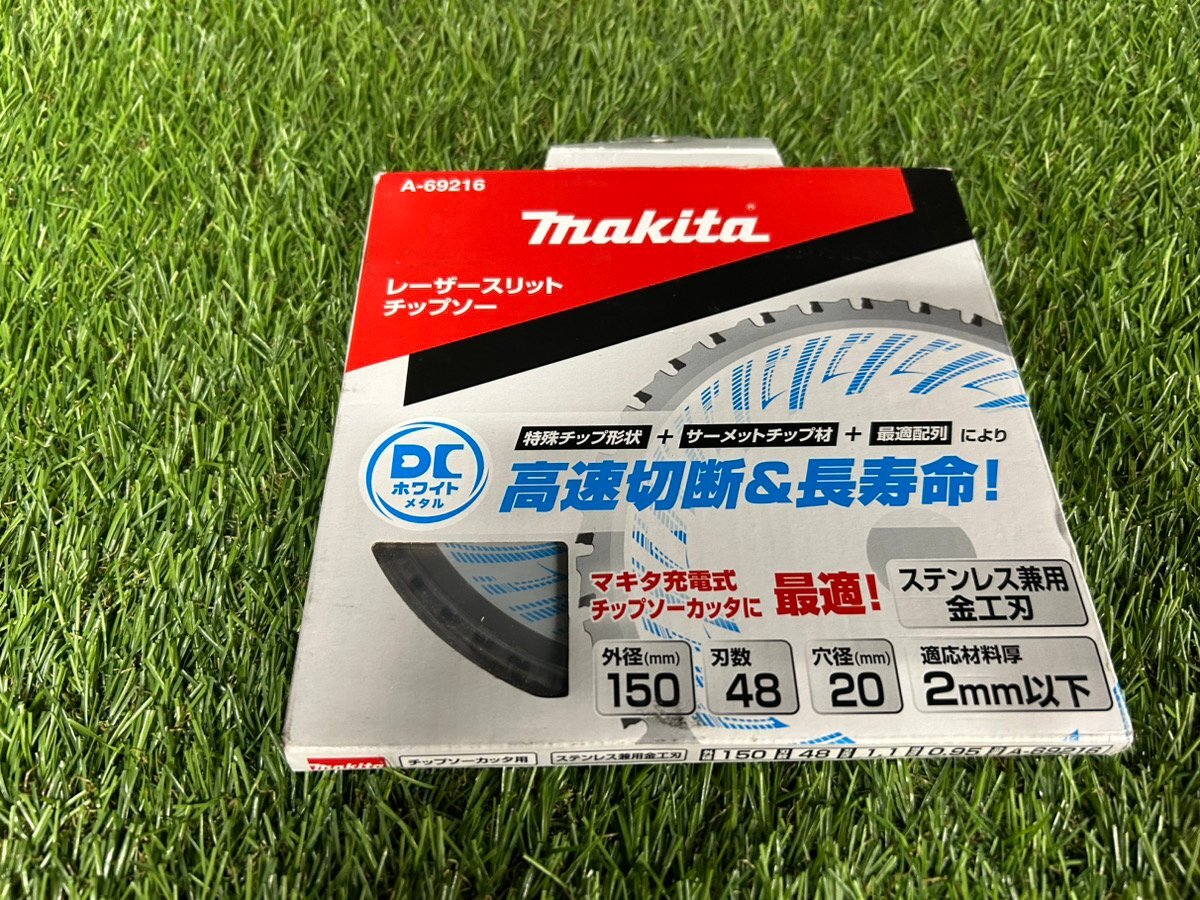 A-69216
makita®
レーザースリット
チップソー
特殊チップ形状 + サーメットチップ材 + 最適配列 により
DC
ホワイト
メタル
高速切断&長寿命!
マキタ充電式
チップソーカッタに
最適!
ステンレス兼用
金工刃
外径(mm)
150
刃数
48
穴径(mm)
20
適応材料厚
2mm以下
makita チップソーカッタ用 ステンレス兼用金工刃 150 48 1.1 0.95 A-69216